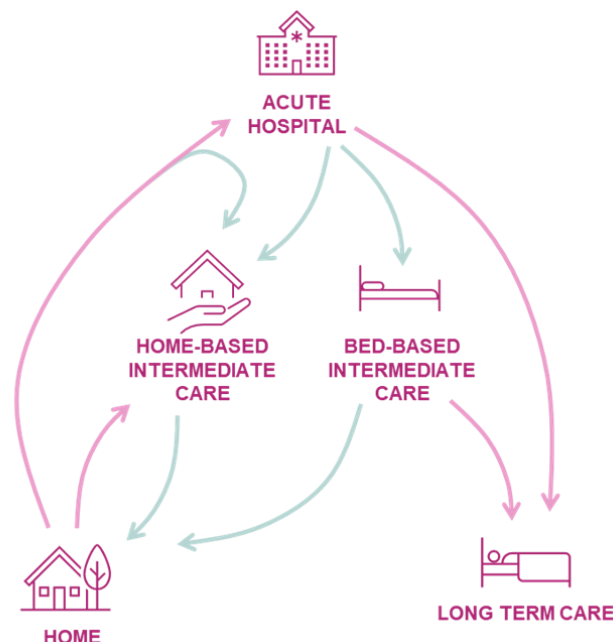 ACUTE
HOSPITAL
HOME-BASED
INTERMEDIATE
CARE
BED-BASED
INTERMEDIATE
CARE
HOME
LONG TERM CARE